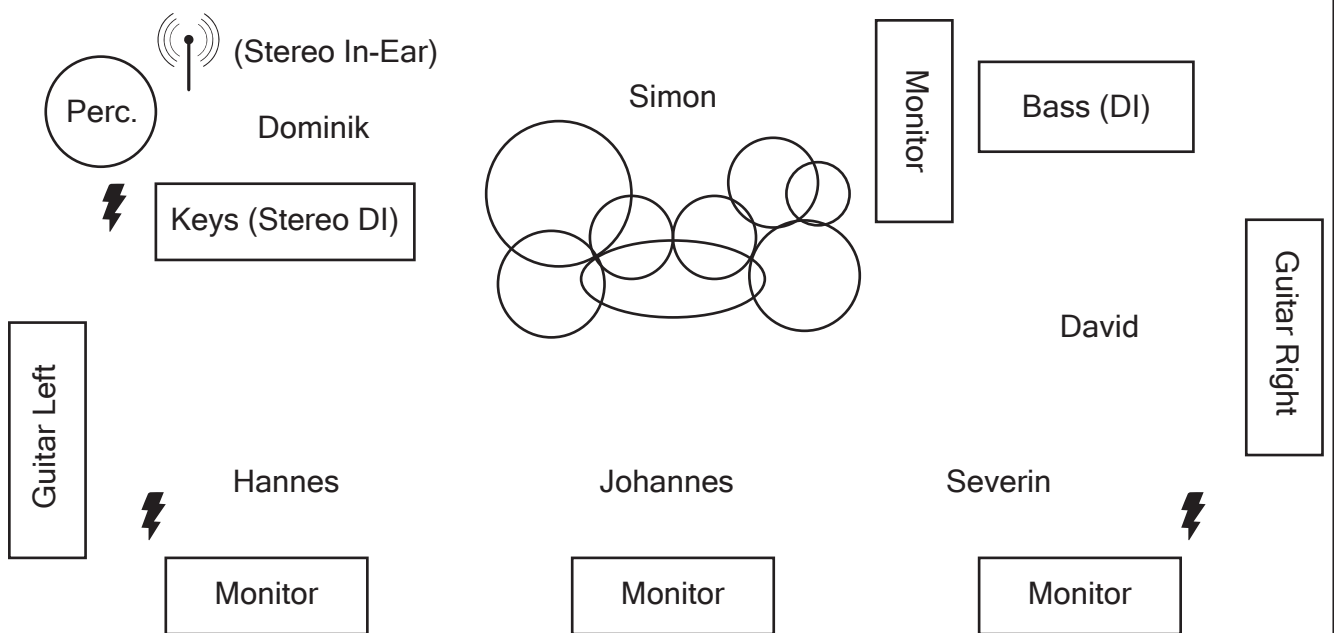 (Stereo In-Ear)
Perc.
Dominik
Simon
Monitor
Bass (DI)
Keys (Stereo DI)
Guitar Left
Guitar Right
David
Hannes
Johannes
Severin
Monitor
Monitor
Monitor